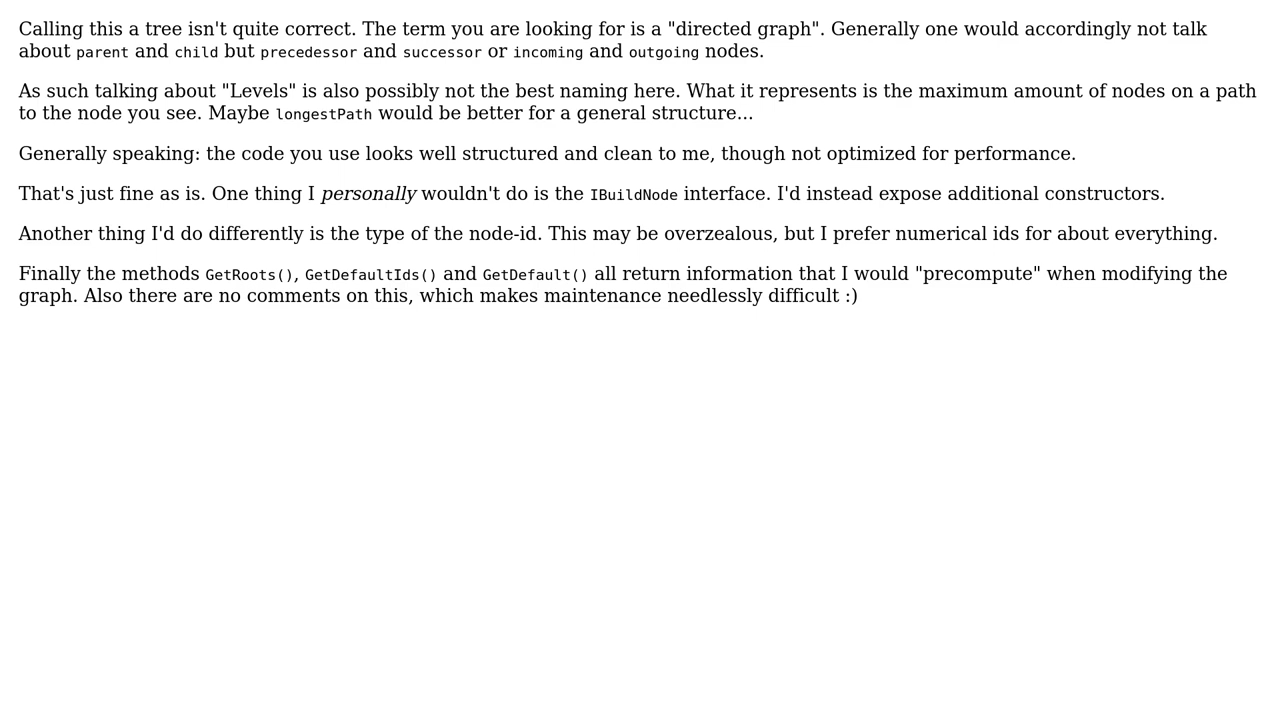 Calling this a tree isn't quite correct. The term you are looking for is a "directed graph". Generally one would accordingly not talk
about parent and child but precedessor and successor or incoming and outgoing nodes.
As such talking about "Levels" is also possibly not the best naming here. What it represents is the maximum amount of nodes on a path
to the node you see. Maybe longestPath would be better for a general structure...
Generally speaking: the code you use looks well structured and clean to me, though not optimized for performance.
That's just fine as is. One thing I personally wouldn't do is the IBuildNode interface. I'd instead expose additional constructors.
Another thing I'd do differently is the type of the node-id. This may be overzealous, but I prefer numerical ids for about everything.
Finally the methods GetRoots(), GetDefaultIds() and GetDefault() all return information that I would "precompute" when modifying the
graph. Also there are no comments on this, which makes maintenance needlessly difficult :)